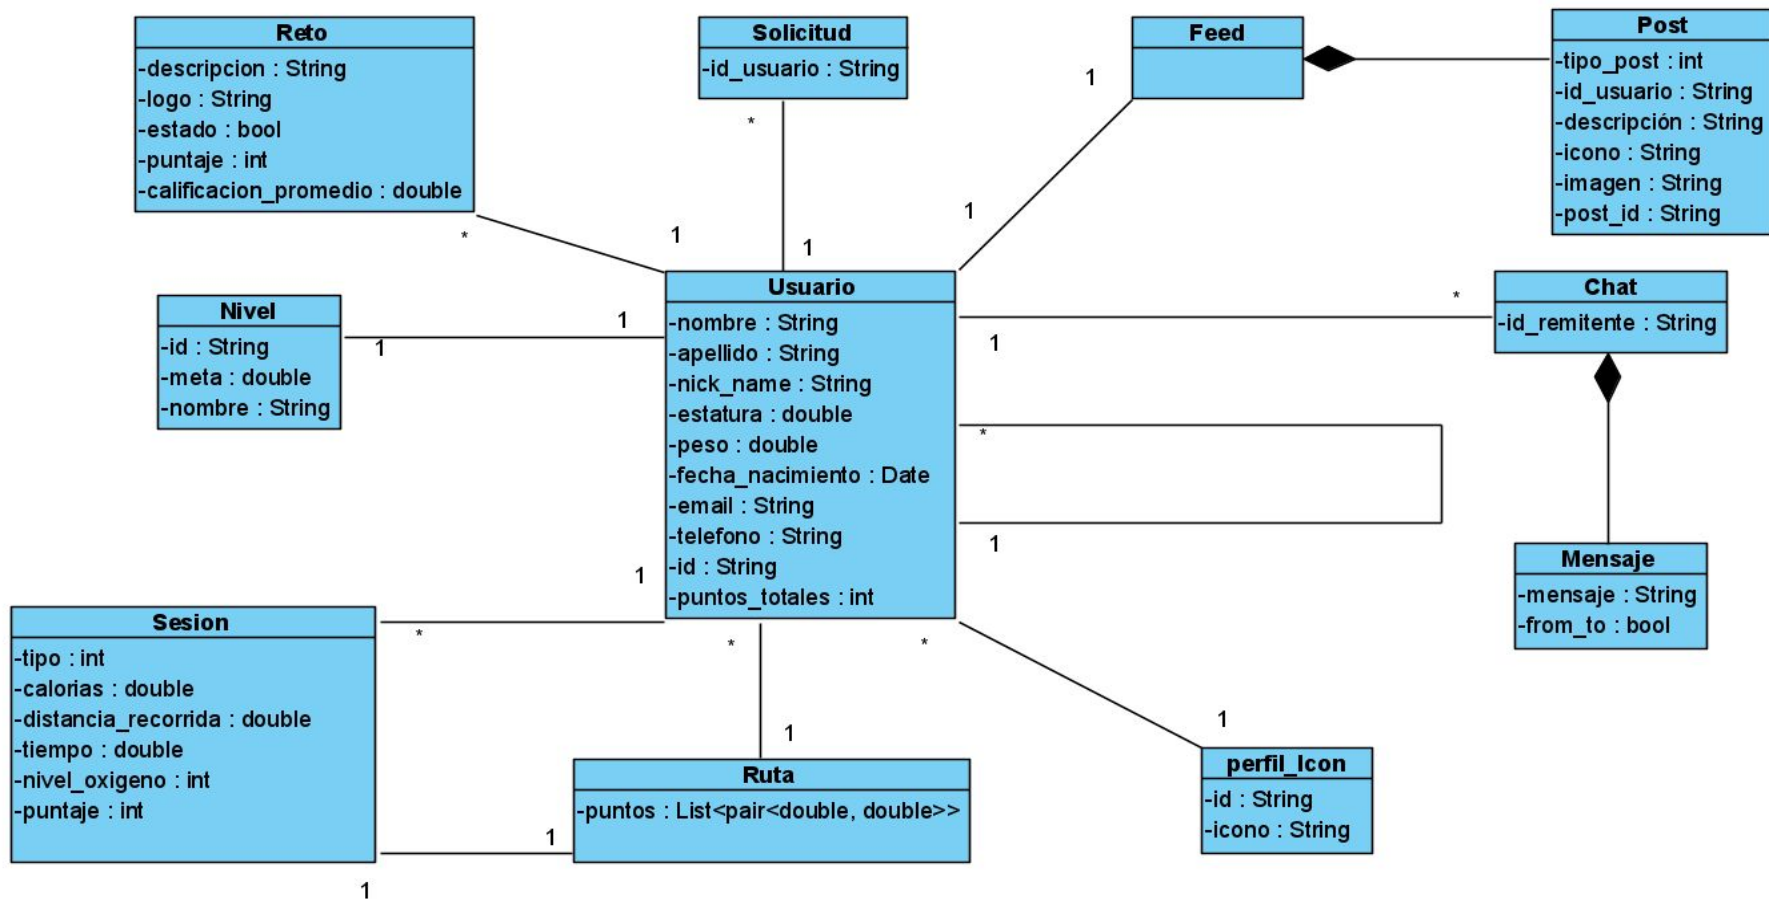 Reto
-descripcion : String
-logo : String
-estado : bool
-puntaje : int
-calificacion_promedio : double
*
1
Solicitud
-id_usuario : String
*
1
Feed
1
1
Post
-tipo_post : int
-id_usuario : String
-descripción : String
-icono : String
-imagen : String
-post_id : String
Nivel
-id : String
-meta : double
-nombre : String
1
1
Usuario
-nombre : String
-apellido : String
-nick_name : String
-estatura : double
-peso : double
-fecha_nacimiento : Date
-email : String
-telefono : String
-id : String
-puntos_totales : int
1
*
Chat
-id_remitente : String
*
1
Mensaje
-mensaje : String
-from_to : bool
Sesion
-tipo : int
-calorias : double
-distancia_recorrida : double
-tiempo : double
-nivel_oxigeno : int
-puntaje : int
1
*
*
1
Ruta
-puntos : List<pair<double, double>>
1
1
*
1
perfil_Icon
-id : String
-icono : String